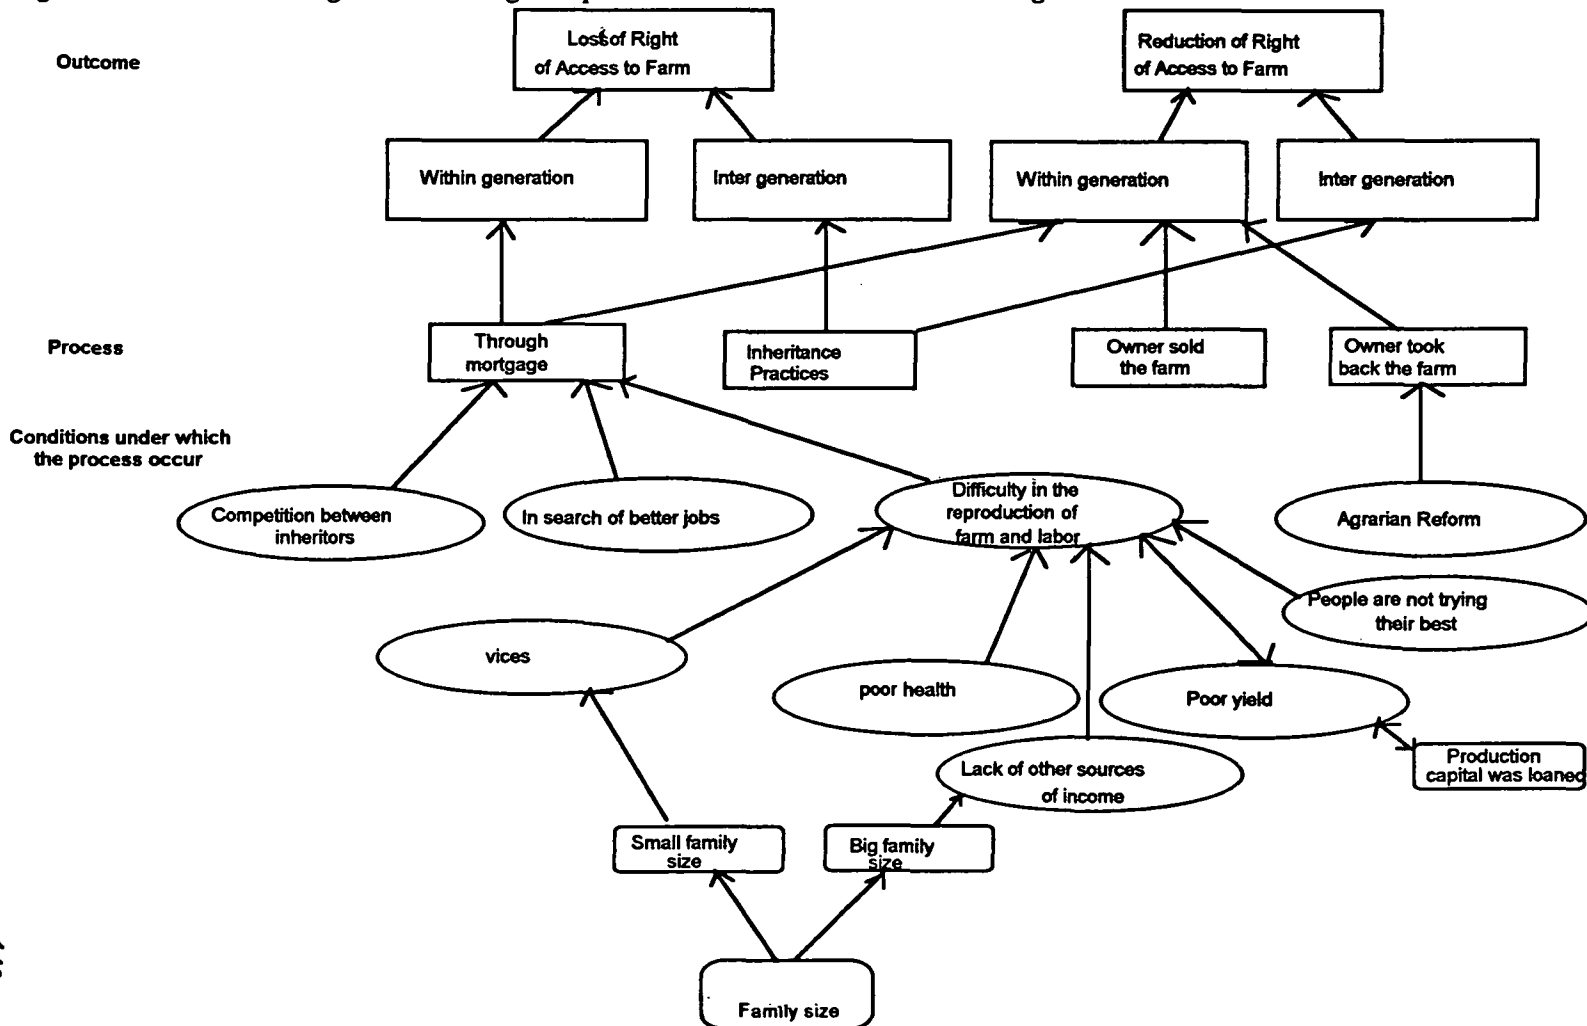 Outcome
Loss of Right
of Access to Farm
Reduction of Right
of Access to Farm
Within generation
Inter generation
Within generation
Inter generation
Process
Through
mortgage
Inheritance
Practices
Owner sold
the farm
Owner took
back the farm
Conditions under which
the process occur
Competition between
inheritors
In search of better jobs
Difficulty in the
reproduction of
farm and labor
Agrarian Reform
People are not trying
their best
vices
poor health
Poor yield
Production
capital was loaned
Lack of other sources
of income
Small family
size
Big family
size
Family size